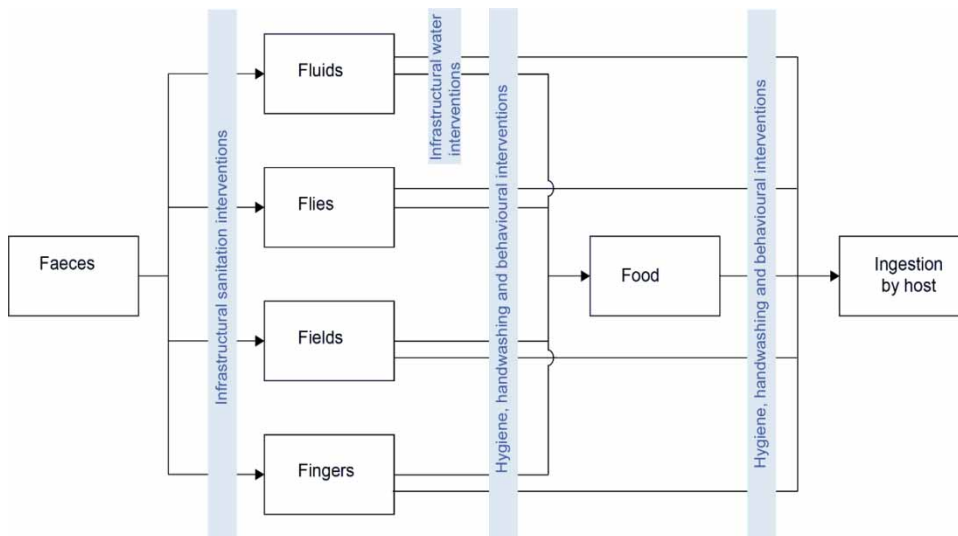 Faeces
Infrastructural sanitation interventions
Fluids
Flies
Fields
Fingers
Infrastructural water
interventions
Hygiene, handwashing and behavioural interventions
Food
Hygiene, handwashing and behavioural interventions
Ingestion
by host